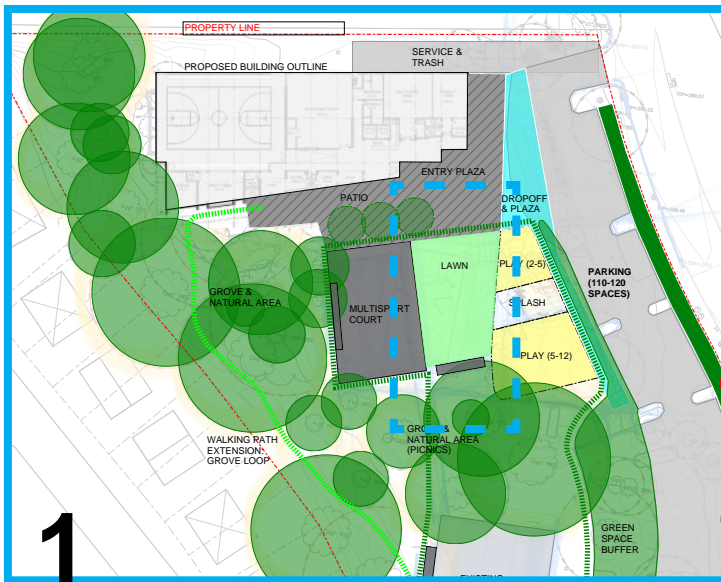 PROPERTY LINE
SERVICE &
TRASH
PROPOSED BUILDING OUTLINE
ENTRY PLAZA
PATIO
DROPOFF
& PLAZA
LAWN
PLAY (2-5)
PARKING
(110-120
SPACES)
GROVE &
NATURAL AREA
SPLASH
MULTISPORT
COURT
PLAY (5-12)
GROVE &
NATURAL AREA
(PICNICS)
WALKING PATH
EXTENSION
GROVE LOOP
GREEN
SPACE
BUFFER
1